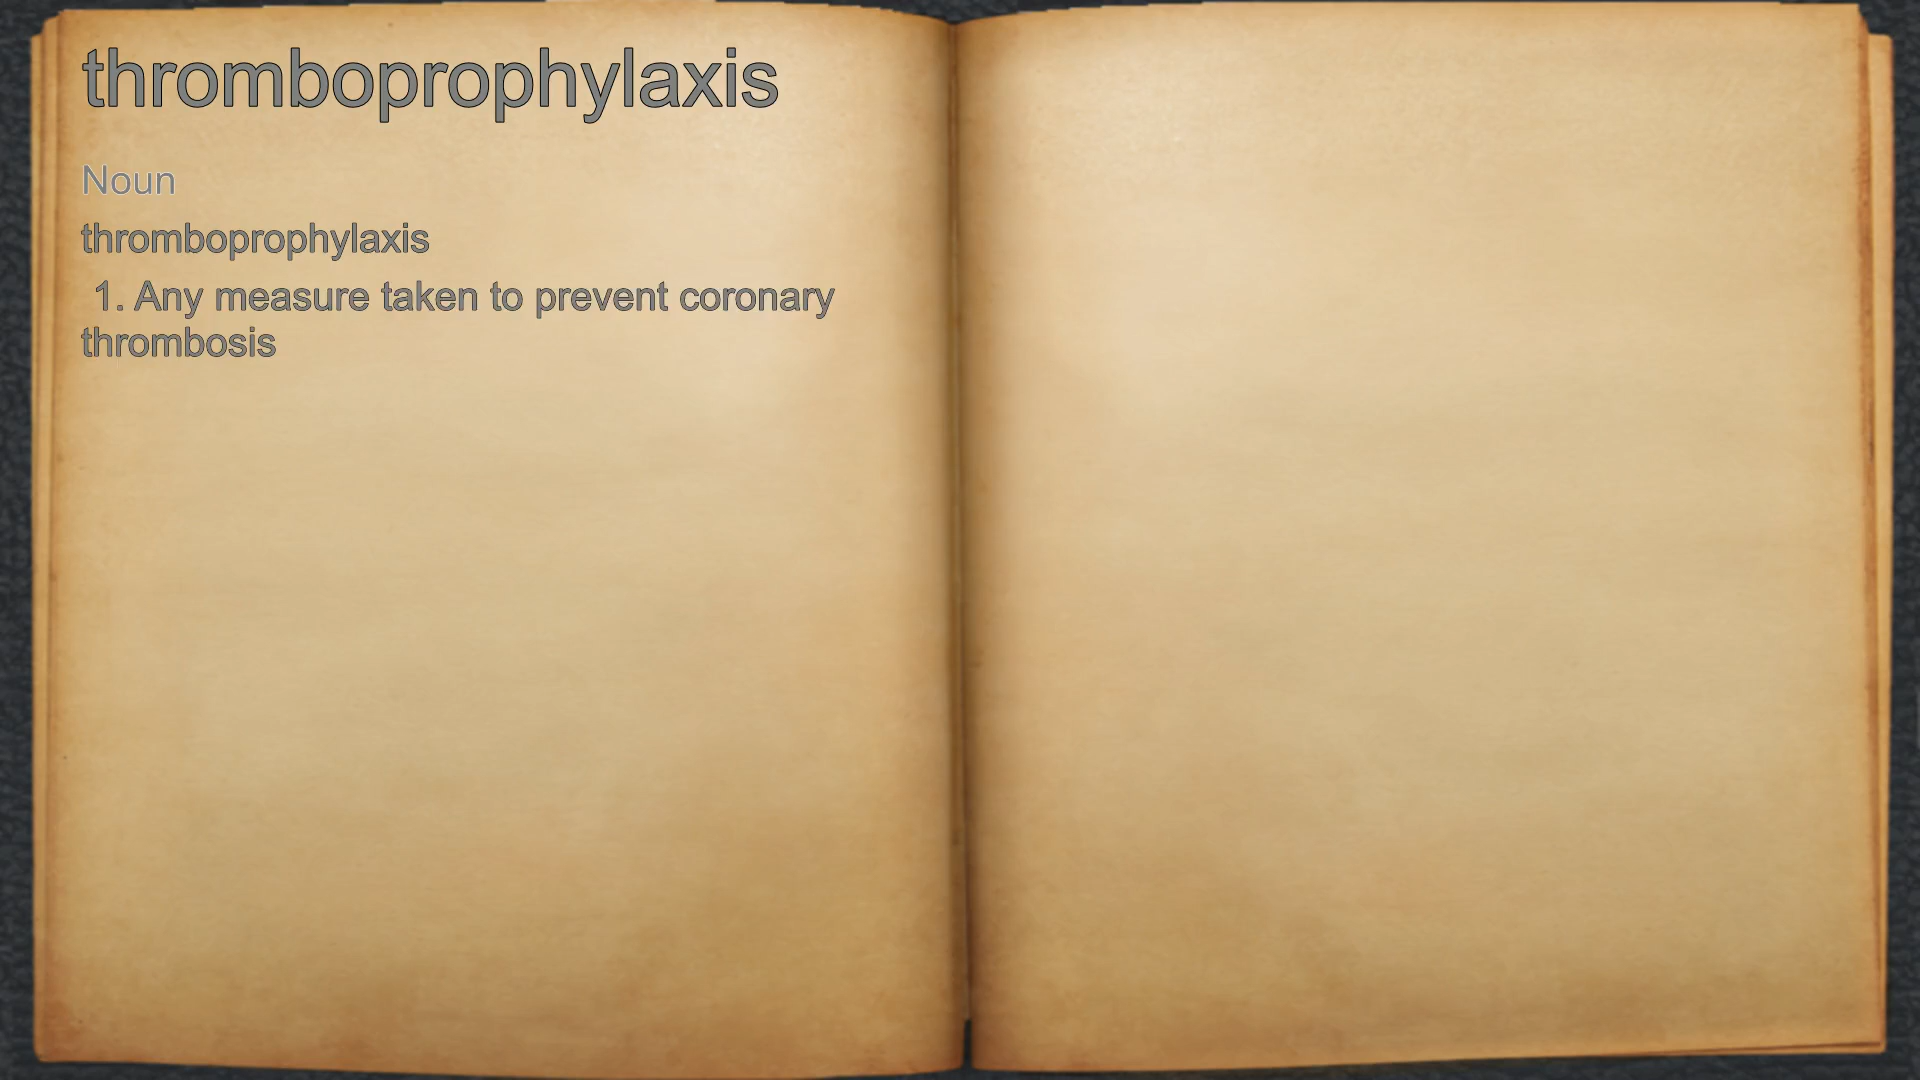 thromboprophylaxis
Noun
thromboprophylaxis
1. Any measure taken to prevent coronary
thrombosis